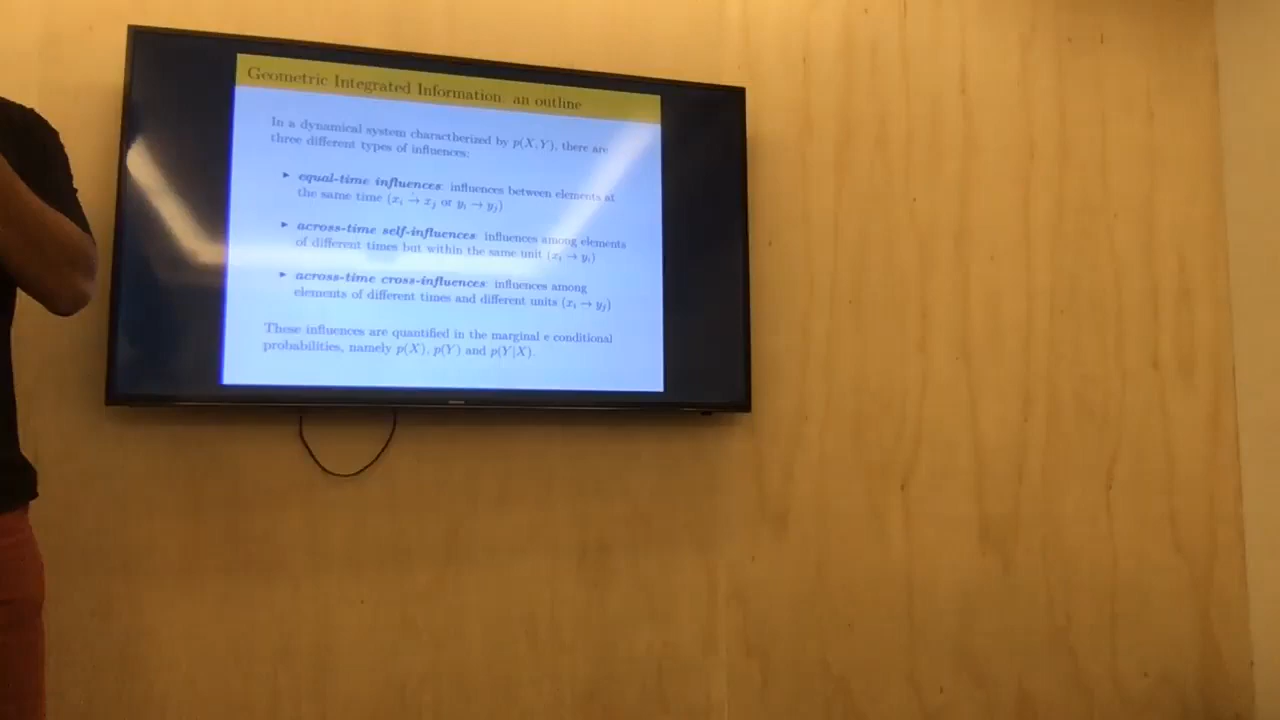 Geometric Integrated Information: an outline
In a dynamical system charactherized by p(X,Y), there are
three different types of influences:
▸ equal-time influences: influences between elements at
the same time (xᵢ → xⱼ or yᵢ → yⱼ)
▸ across-time self-influences: influences among elements
of different times but within the same unit (xᵢ → yᵢ)
▸ across-time cross-influences: influences among
elements of different times and different units (xᵢ → yⱼ)
These influences are quantified in the marginal e conditional
probabilities, namely p(X), p(Y) and p(Y|X).